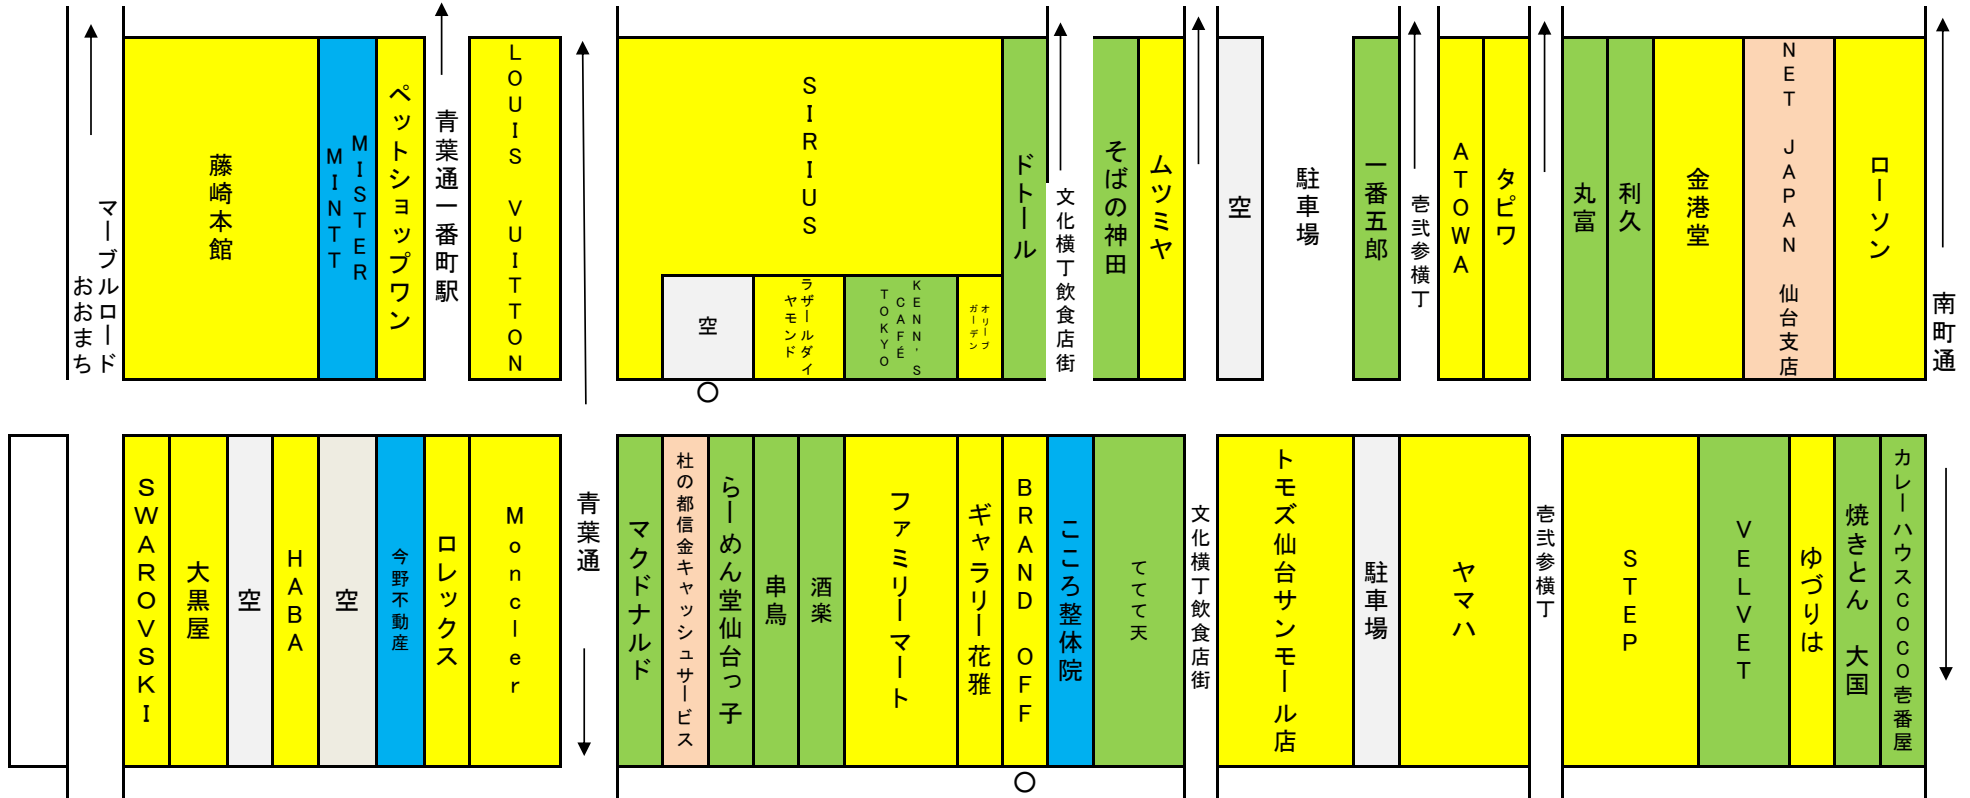 マーブルロード
おおまち
藤崎本館
MISTER
MINTT
ペットショップワン
青葉通一番町駅
LOUIS VUITTON
SIRIUS
空
ラザールダイ
ヤモンド
KENN'S
CAFÉ
TOKYO
オリーブ
ガーデン
ドトール
文化横丁飲食店街
そばの神田
ムツミヤ
空
駐車場
一番五郎
壱弐参横丁
ATOWA
タピワ
丸富
利久
金港堂
NET JAPAN 仙台支店
ローソン
南町通
SWAROVSKI
大黒屋
空
HABA
空
今野不動産
ロレックス
Moncler
青葉通
マクドナルド
杜の都信金キャッシュサービス
らーめん堂仙台っ子
串鳥
酒楽
ファミリーマート
ギャラリー花雅
BRAND OFF
こころ整体院
ててて天
文化横丁飲食店街
トモズ仙台サンモール店
駐車場
ヤマハ
壱弐参横丁
STEP
VELVET
ゆづりは
焼きとん 大国
カレーハウスCOCO壱番屋